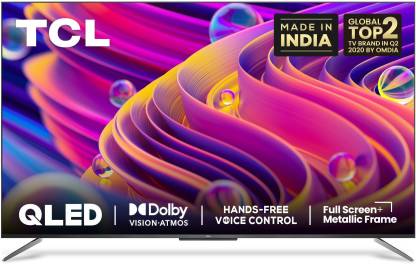 TCL
MADE IN
INDIA
GLOBAL
TOP2
TV BRAND IN Q2
2020 BY OMDIA
QLED
Dolby
VISION·ATMOS
HANDS-FREE
VOICE CONTROL
Full Screen+
Metallic Frame